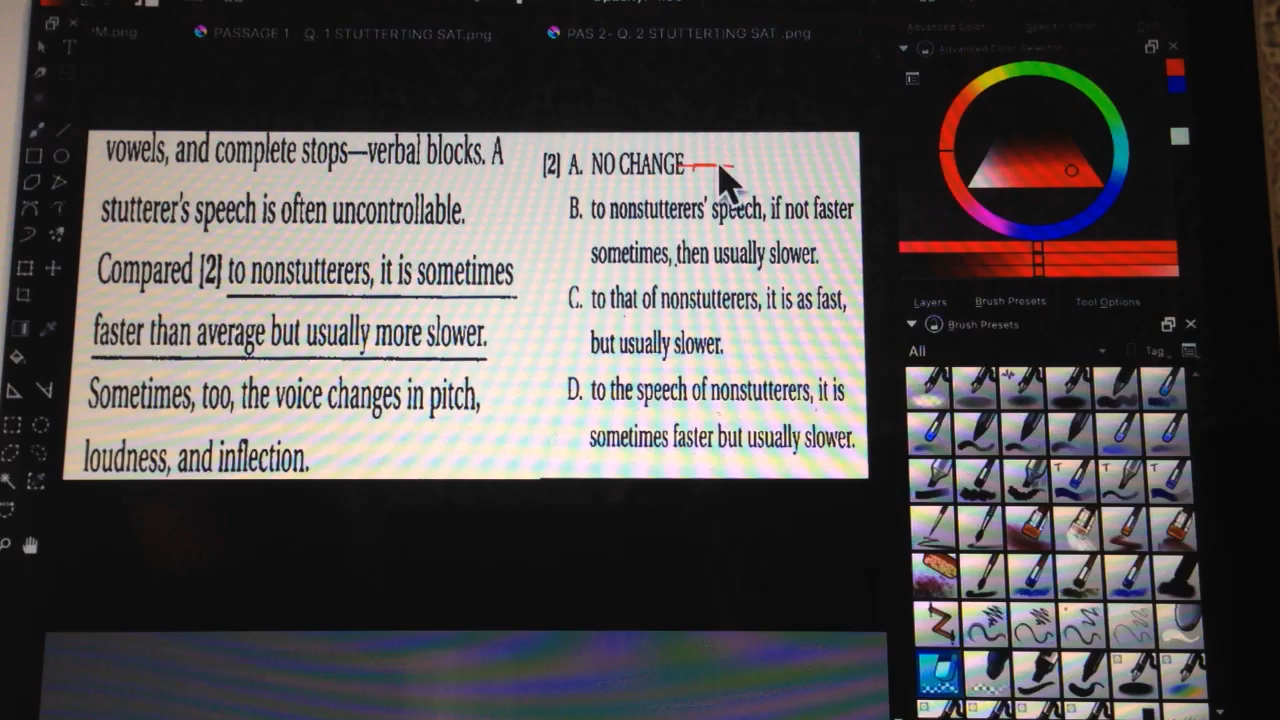 M.png
PASSAGE 1 - Q. 1 STUTTERTING SAT.png
PAS 2- Q. 2 STUTTERTING SAT .png
Advanced Color Selector
vowels, and complete stops—verbal blocks. A
stutterer's speech is often uncontrollable.
Compared [2] to nonstutterers, it is sometimes
faster than average but usually more slower.
Sometimes, too, the voice changes in pitch,
loudness, and inflection.
[2] A. NO CHANGE
B. to nonstutterers' speech, if not faster
sometimes, then usually slower.
C. to that of nonstutterers, it is as fast,
but usually slower.
D. to the speech of nonstutterers, it is
sometimes faster but usually slower.
Layers Brush Presets Tool Options
Brush Presets
All
Tag